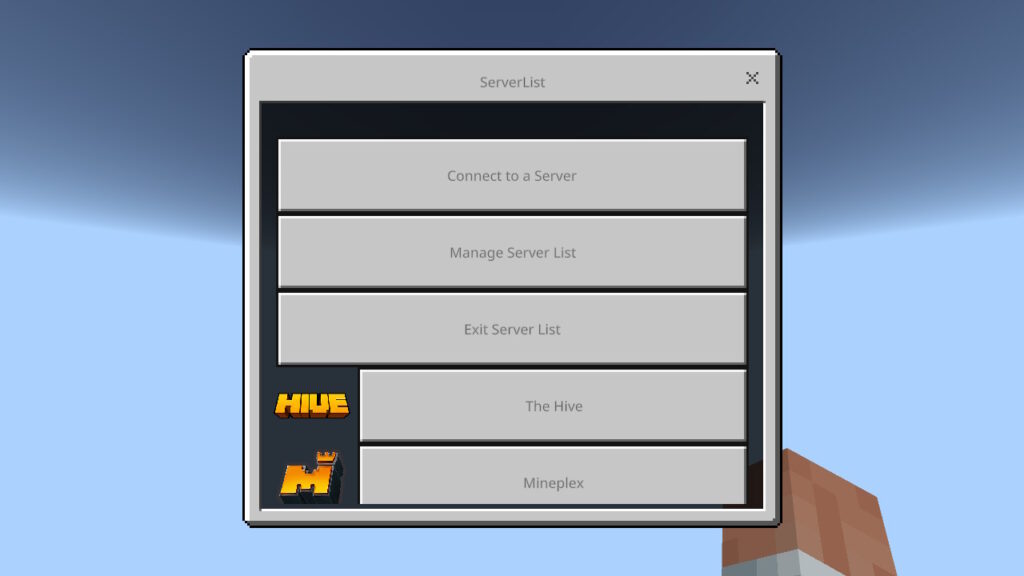 ServerList
Connect to a Server
Manage Server List
Exit Server List
HIVE
The Hive
M
Mineplex